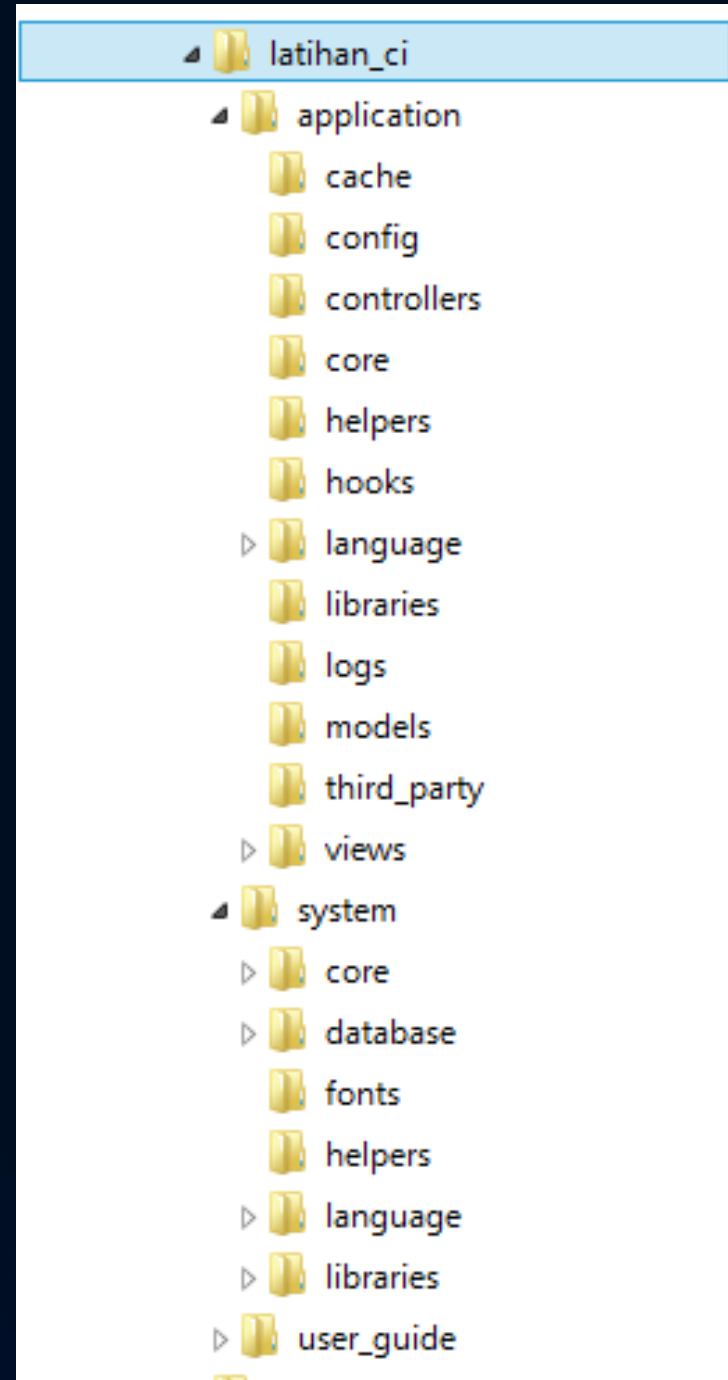 latihan_ci
application
cache
config
controllers
core
helpers
hooks
language
libraries
logs
models
third_party
views
system
core
database
fonts
helpers
language
libraries
user_guide